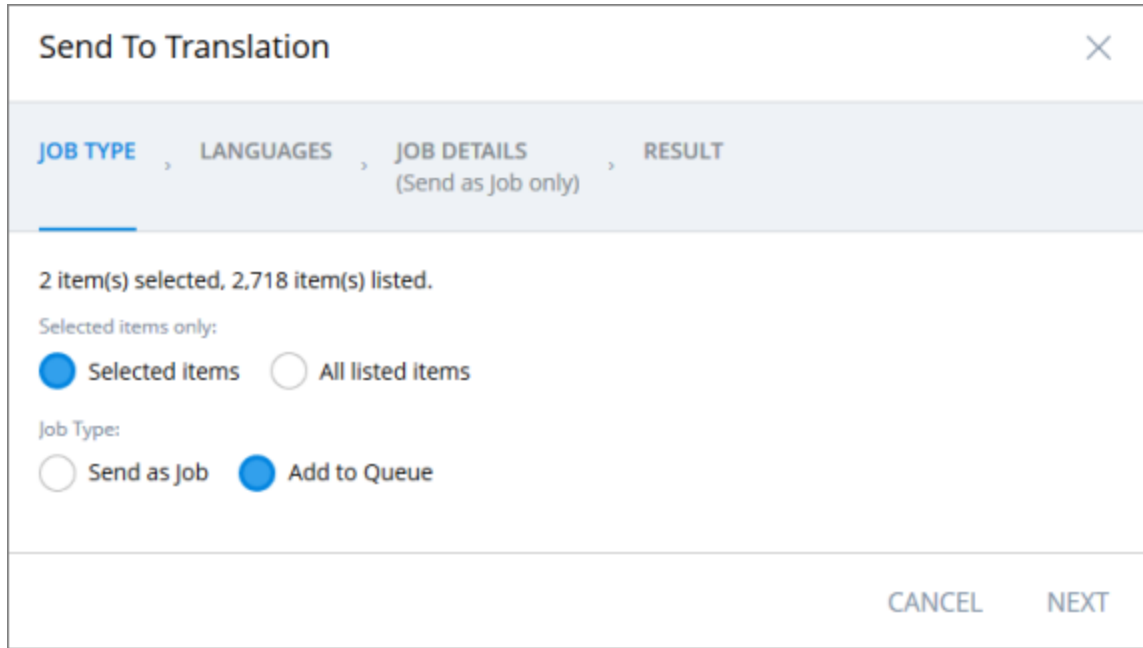 Send To Translation
JOB TYPE › LANGUAGES › JOB DETAILS › RESULT
(Send as Job only)
2 item(s) selected, 2,718 item(s) listed.
Selected items only:
Selected items All listed items
Job Type:
Send as Job Add to Queue
CANCEL NEXT